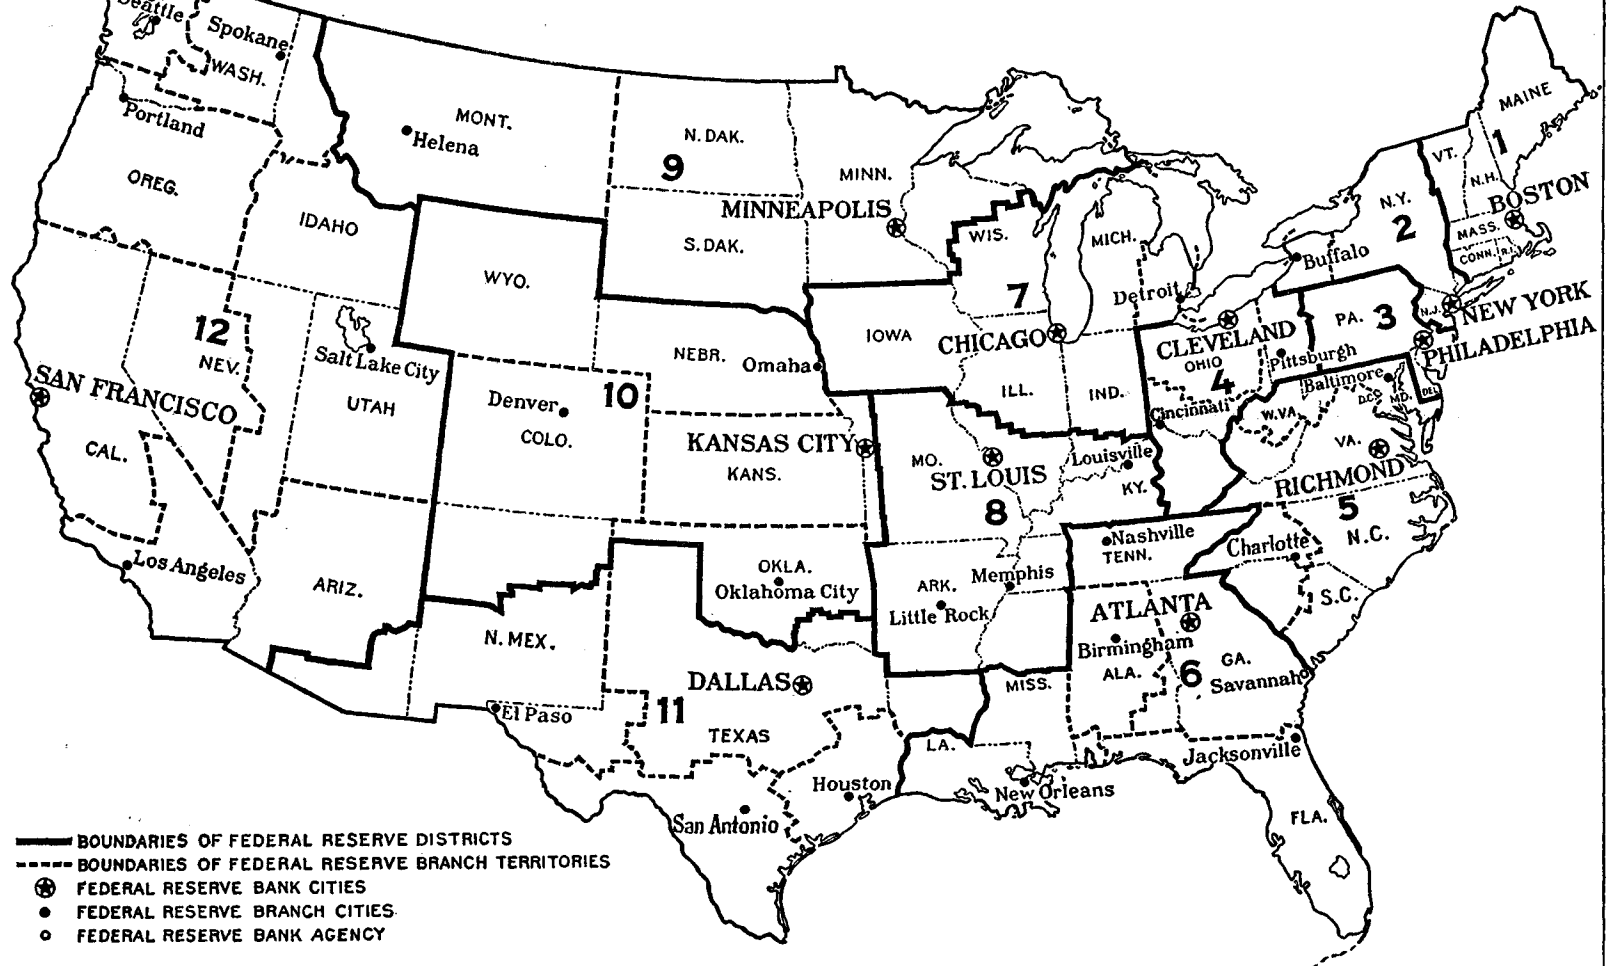 Seattle
Spokane
WASH.
Portland
OREG.
MONT.
Helena
IDAHO
N. DAK.
9
MINN.
MINNEAPOLIS
S. DAK.
WYO.
WIS.
MICH.
7
Detroit
MAINE
VT.
1
N.H.
BOSTON
N.Y.
2
MASS.
CONN.
R.I.
Buffalo
12
NEV.
SAN FRANCISCO
CAL.
Salt Lake City
UTAH
NEBR.
Omaha
IOWA
CHICAGO
ILL.
IND.
CLEVELAND
OHIO
4
Cincinnati
PA.
3
Pittsburgh
N.J.
NEW YORK
PHILADELPHIA
Baltimore
D.C.
MD.
DEL.
W.VA.
VA.
RICHMOND
5
N.C.
Denver
10
COLO.
KANSAS CITY
KANS.
MO.
ST. LOUIS
8
Louisville
KY.
Nashville
TENN.
Charlotte
S.C.
Los Angeles
ARIZ.
N. MEX.
El Paso
OKLA.
Oklahoma City
ARK.
Memphis
Little Rock
ATLANTA
Birmingham
ALA.
6
GA.
Savannah
DALLAS
11
TEXAS
MISS.
LA.
Houston
New Orleans
San Antonio
Jacksonville
FLA.
BOUNDARIES OF FEDERAL RESERVE DISTRICTS
BOUNDARIES OF FEDERAL RESERVE BRANCH TERRITORIES
FEDERAL RESERVE BANK CITIES
FEDERAL RESERVE BRANCH CITIES
FEDERAL RESERVE BANK AGENCY